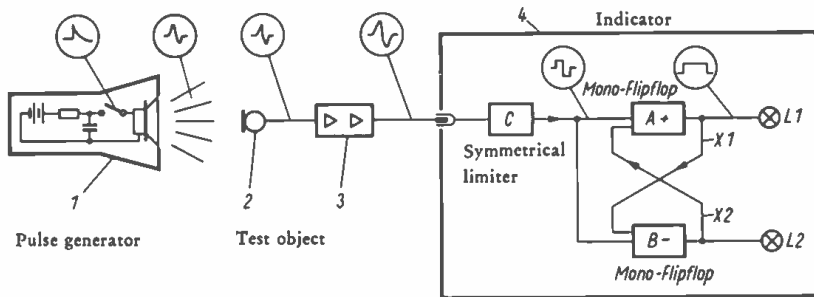 4
Indicator
Mono-Flipflop
C
A+
L1
X1
Symmetrical
limiter
1
2
3
X2
B-
L2
Mono-Flipflop
Pulse generator
Test object